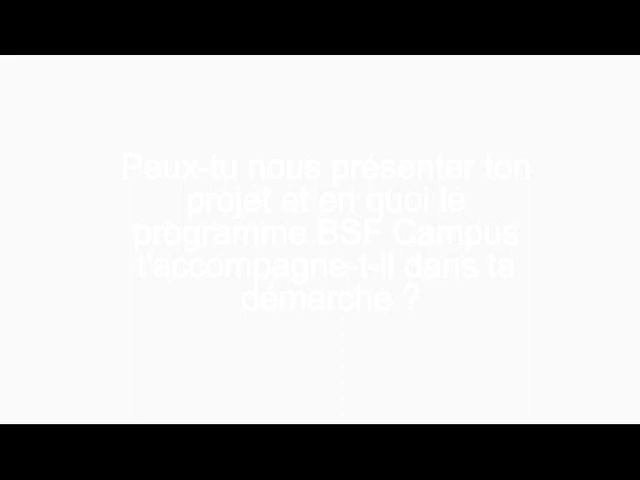 Peux-tu nous présenter ton
projet et en quoi le
programme BSF Campus
t'accompagne-t-il dans ta
démarche ?